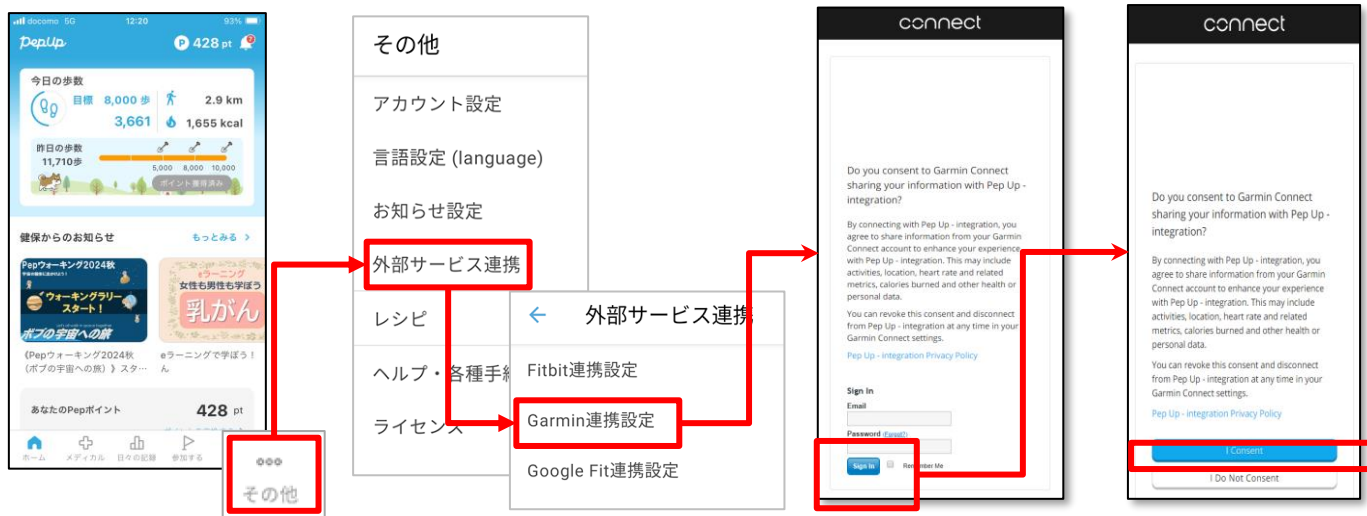 docomo 5G 12:20 93%
PepUp P 428 pt 2
今日の歩数
目標 8,000 歩 2.9 km
3,661 1,655 kcal
昨日の歩数
11,710歩
5,000 8,000 10,000
ポイント獲得済み
健保からのお知らせ もっとみる >
Pepウォーキング2024秋
ウォーキングラリー
スタート!
ボブの宇宙への旅
eラーニング
女性も男性も学ぼう
乳がん
《Pepウォーキング2024秋
(ボブの宇宙への旅)》スタ…
eラーニングで学ぼう!
ん
あなたのPepポイント 428 pt
ホーム メディカル 日々の記録 参加する
その他
その他
アカウント設定
言語設定 (language)
お知らせ設定
外部サービス連携
レシピ
ヘルプ・各種手続
ライセンス
← 外部サービス連携
Fitbit連携設定
Garmin連携設定
Google Fit連携設定
connect
Do you consent to Garmin Connect
sharing your information with Pep Up -
integration?
By connecting with Pep Up - integration, you
agree to share information from your Garmin
Connect account to enhance your experience
with Pep Up - integration. This may include
activities, location, heart rate and related
metrics, calories burned and other health or
personal data.
You can revoke this consent and disconnect
from Pep Up - integration at any time in your
Garmin Connect settings.
Pep Up - integration Privacy Policy
Sign In
Email
Password (Forgot?)
Sign In Remember Me
connect
Do you consent to Garmin Connect
sharing your information with Pep Up -
integration?
By connecting with Pep Up - integration, you
agree to share information from your Garmin
Connect account to enhance your experience
with Pep Up - integration. This may include
activities, location, heart rate and related
metrics, calories burned and other health or
personal data.
You can revoke this consent and disconnect
from Pep Up - integration at any time in your
Garmin Connect settings.
Pep Up - integration Privacy Policy
I Consent
I Do Not Consent